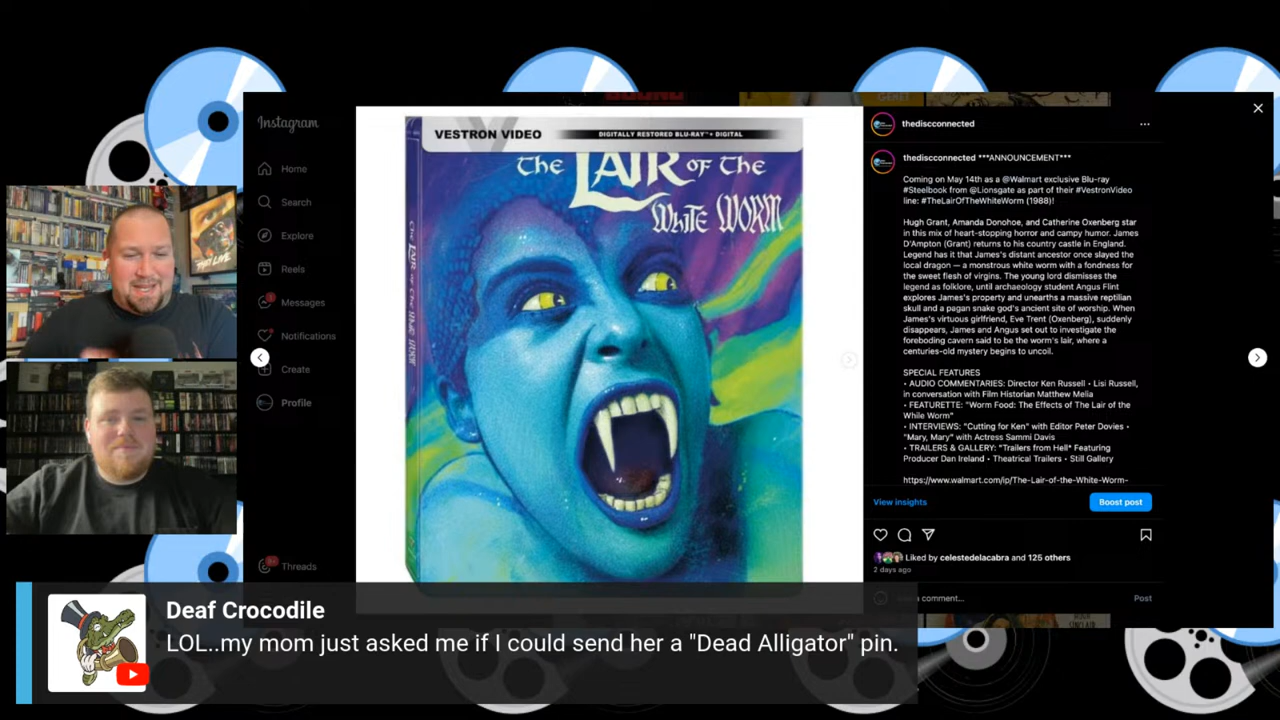 Instagram
Home
Search
Explore
Reels
Messages
Notifications
Create
Profile
Threads
THEY LIVE
VESTRON VIDEO
DIGITALLY RESTORED BLU-RAY™ + DIGITAL
THE LAIR OF THE
WHITE WORM
THE LAIR OF THE WHITE WORM
thediscconnected
thediscconnected ***ANNOUNCEMENT***
Coming on May 14th as a @Walmart exclusive Blu-ray
#Steelbook from @Lionsgate as part of their #VestronVideo
line: #TheLairOfTheWhiteWorm (1988)!
Hugh Grant, Amanda Donohoe, and Catherine Oxenberg star
in this mix of heart-stopping horror and campy humor. James
D'Ampton (Grant) returns to his country castle in England.
Legend has it that James's distant ancestor once slayed the
local dragon — a monstrous white worm with a fondness for
the sweet flesh of virgins. The young lord dismisses the
legend as folklore, until archaeology student Angus Flint
explores James's property and unearths a massive reptilian
skull and a pagan snake god's ancient site of worship. When
James's virtuous girlfriend, Eve Trent (Oxenberg), suddenly
disappears, James and Angus set out to investigate the
foreboding cavern said to be the worm's lair, where a
centuries-old mystery begins to uncoil.
SPECIAL FEATURES
• AUDIO COMMENTARIES: Director Ken Russell • Lisi Russell,
in conversation with Film Historian Matthew Melia
• FEATURETTE: "Worm Food: The Effects of The Lair of the
While Worm"
• INTERVIEWS: "Cutting for Ken" with Editor Peter Dovies •
"Mary, Mary" with Actress Sammi Davis
• TRAILERS & GALLERY: "Trailers from Hell" Featuring
Producer Dan Ireland • Theatrical Trailers • Still Gallery
https://www.walmart.com/ip/The-Lair-of-the-White-Worm-
View insights
Boost post
Liked by celestedelacabra and 125 others
2 days ago
a comment...
Post
Deaf Crocodile
LOL..my mom just asked me if I could send her a "Dead Alligator" pin.